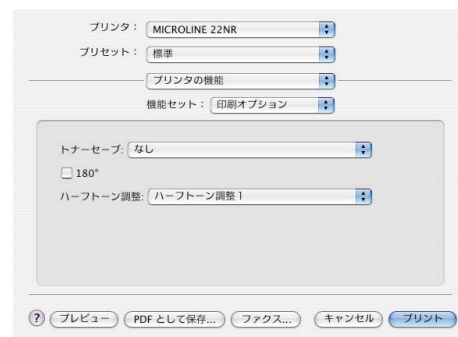 プリンタ： MICROLINE 22NR
プリセット： 標準
プリンタの機能
機能セット： 印刷オプション
トナーセーブ: なし
180°
ハーフトーン調整: ハーフトーン調整 1
? プレビュー PDF として保存... ファクス... キャンセル プリント